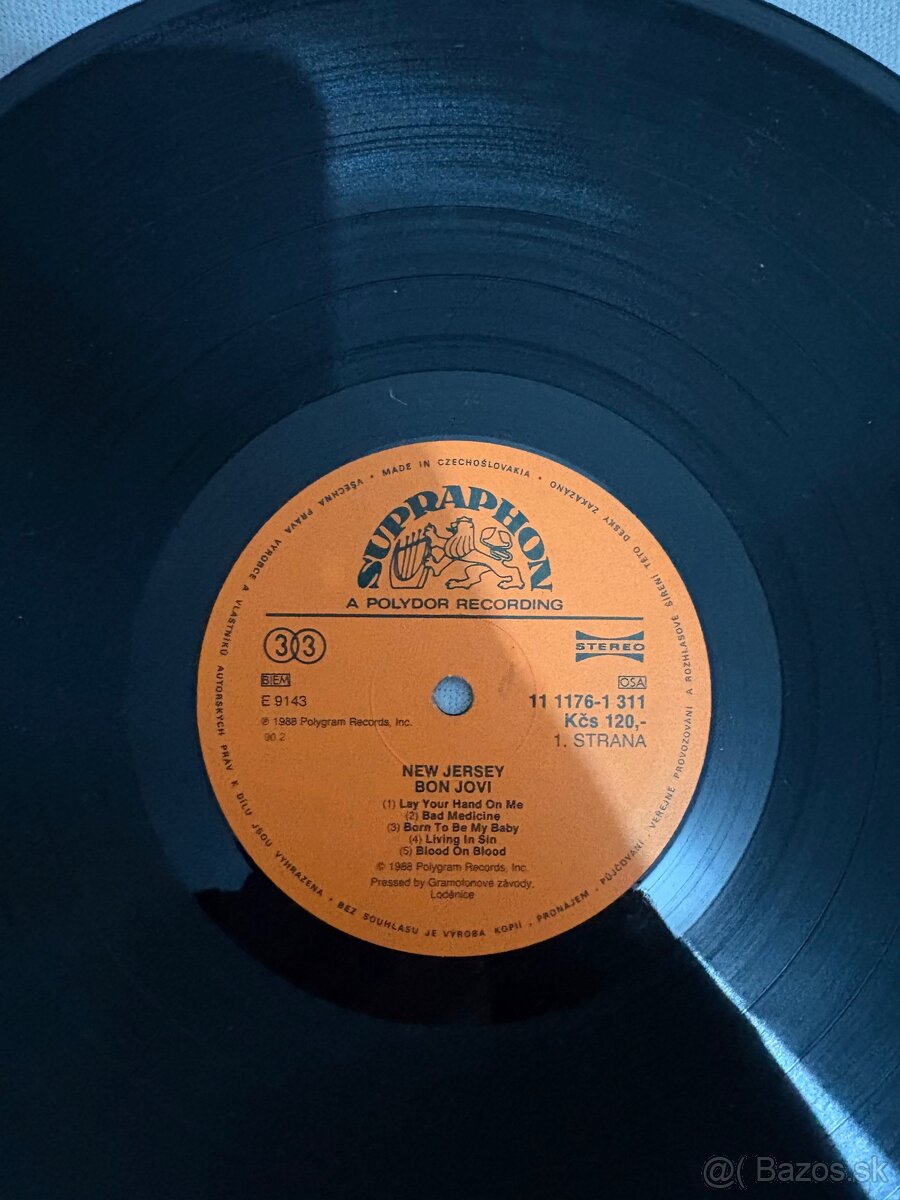 VŠECHNA PRÁVA VÝROBCE A VLASTNÍKŮ AUTORSKÝCH PRÁV K DÍLU JSOU VYHRAZENA • BEZ SOUHLASU JE VÝROBA KOPIÍ, PRONÁJEM, PŮJČOVÁNÍ, VEŘEJNÉ PROVOZOVÁNÍ A ROZHLASOVÉ ŠÍŘENÍ TÉTO DESKY ZAKÁZÁNO • MADE IN CZECHOSLOVAKIA •
SUPRAPHON
A POLYDOR RECORDING
33
STEREO
BIEM
OSA
E 9143
11 1176-1 311
℗ 1988 Polygram Records, Inc.
Kčs 120,-
90 2
1. STRANA
NEW JERSEY
BON JOVI
(1) Lay Your Hand On Me
(2) Bad Medicine
(3) Born To Be My Baby
(4) Living In Sin
(5) Blood On Blood
© 1988 Polygram Records, Inc.
Pressed by Gramofonové závody,
Loděnice
@( Bazos.sk